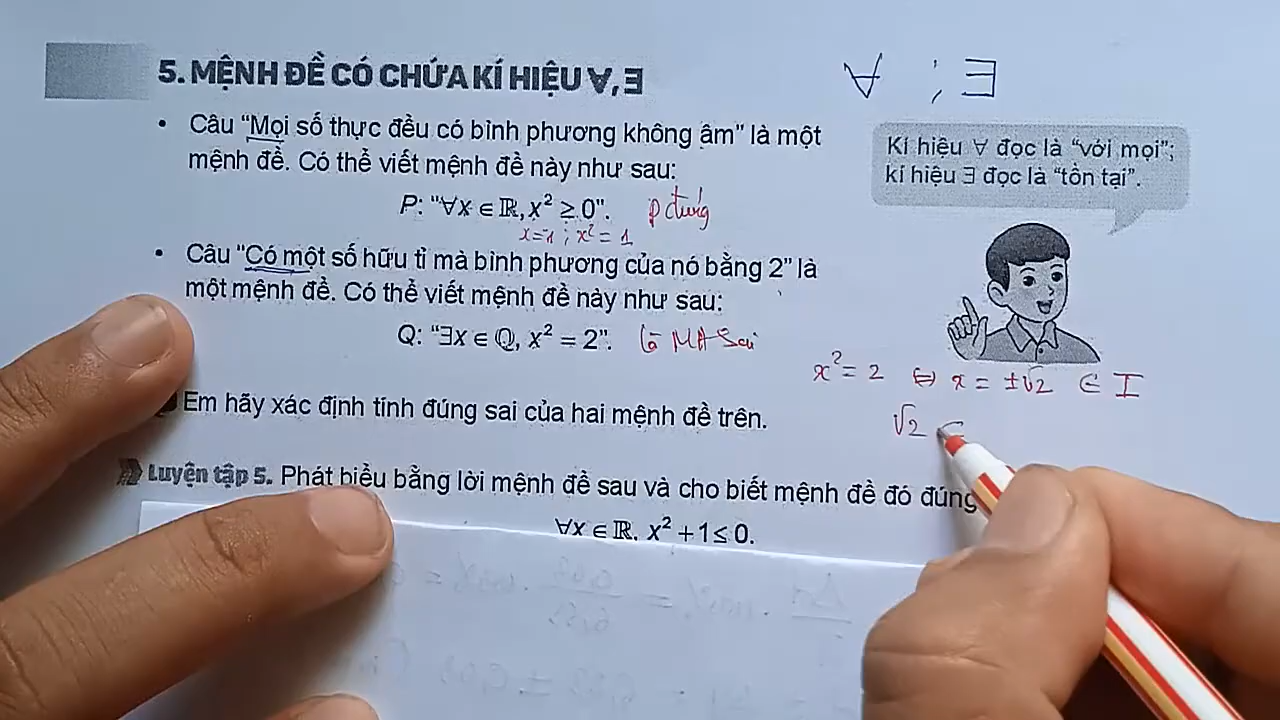 5. MỆNH ĐỀ CÓ CHỨA KÍ HIỆU ∀, ∃
∀ ; ∃
• Câu "Mọi số thực đều có bình phương không âm" là một
mệnh đề. Có thể viết mệnh đề này như sau:
P: "∀x ∈ ℝ, x² ≥ 0". P đúng
x=1 ; x² = 1
Kí hiệu ∀ đọc là "với mọi";
kí hiệu ∃ đọc là "tồn tại".
• Câu "Có một số hữu tỉ mà bình phương của nó bằng 2" là
một mệnh đề. Có thể viết mệnh đề này như sau:
Q: "∃x ∈ ℚ, x² = 2". là MĐ Sai
x² = 2 ⇔ x = ±√2 ∈ I
√2 ∈
Em hãy xác định tính đúng sai của hai mệnh đề trên.
Luyện tập 5. Phát biểu bằng lời mệnh đề sau và cho biết mệnh đề đó đúng
∀x ∈ ℝ, x² + 1 ≤ 0.